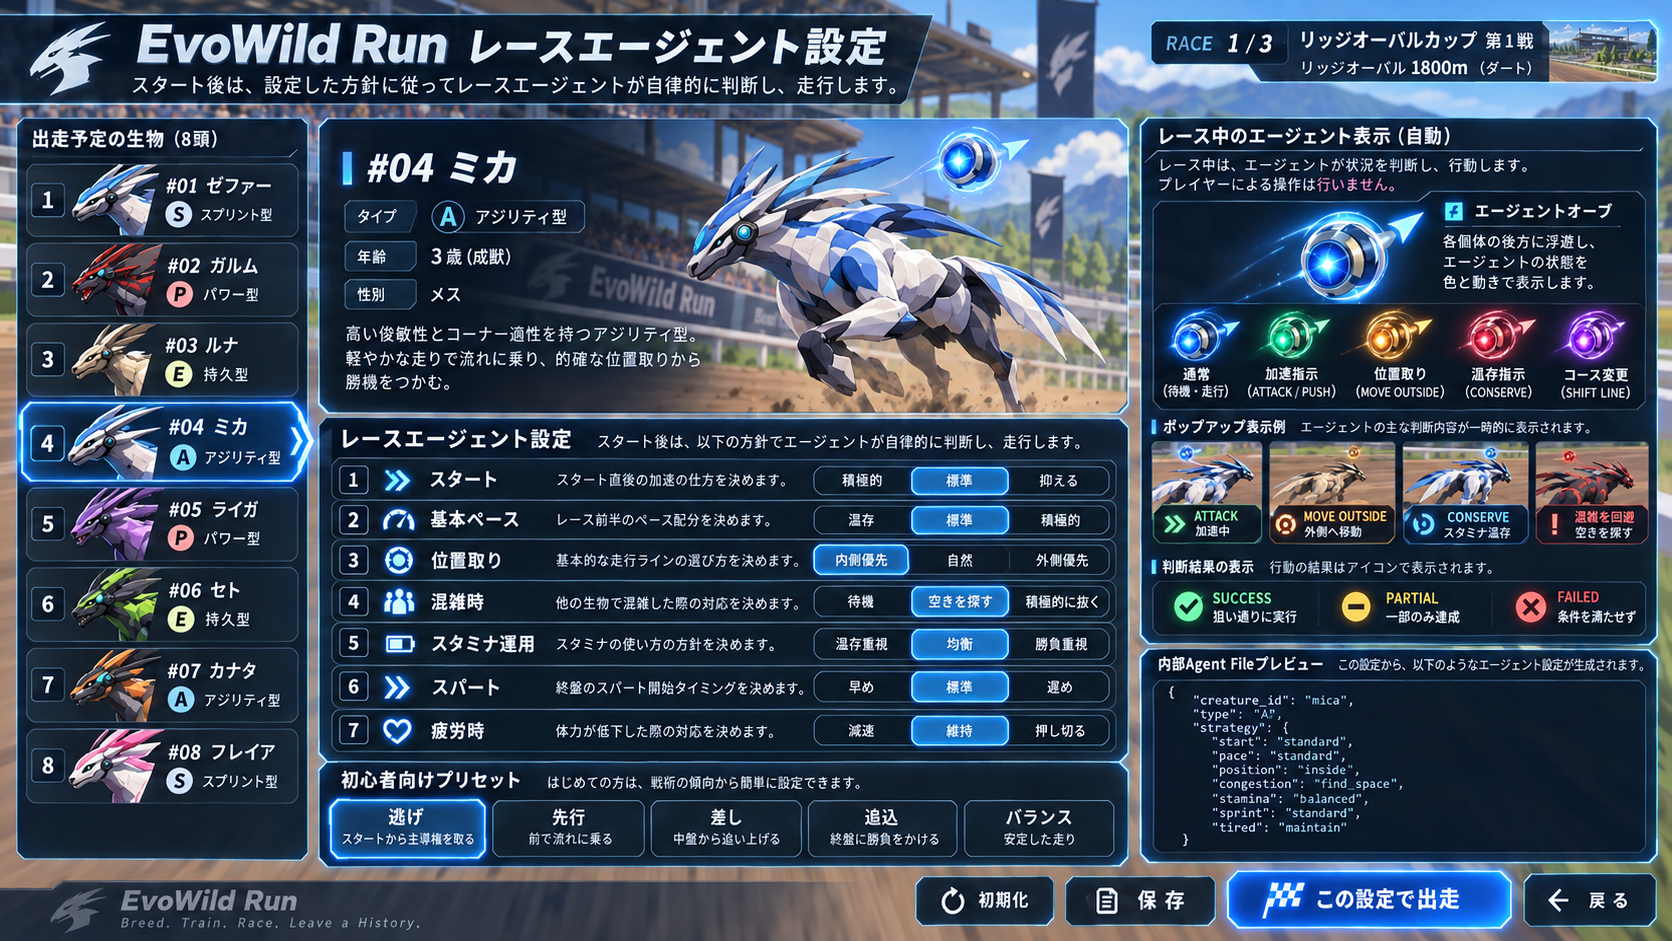 EvoWild Run レースエージェント設定
スタート後は、設定した方針に従ってレースエージェントが自律的に判断し、走行します。
RACE 1 / 3
リッジオーバルカップ 第1戦
リッジオーバル 1800m (ダート)
出走予定の生物 (8頭)
1
#01 ゼファー
S スプリント型
2
#02 ガルム
P パワー型
3
#03 ルナ
E 持久型
4
#04 ミカ
A アジリティ型
5
#05 ライガ
P パワー型
6
#06 セト
E 持久型
7
#07 カナタ
A アジリティ型
8
#08 フレイア
S スプリント型
#04 ミカ
タイプ A アジリティ型
年齢 3歳 (成獣)
性別 メス
高い俊敏性とコーナー適性を持つアジリティ型。
軽やかな走りで流れに乗り、的確な位置取りから
勝機をつかむ。
EvoWild Run
レースエージェント設定 スタート後は、以下の方針でエージェントが自律的に判断し、走行します。
1 スタート スタート直後の加速の仕方を決めます。 積極的 標準 抑える
2 基本ペース レース前半のペース配分を決めます。 温存 標準 積極的
3 位置取り 基本的な走行ラインの選び方を決めます。 内側優先 自然 外側優先
4 混雑時 他の生物で混雑した際の対応を決めます。 待機 空きを探す 積極的に抜く
5 スタミナ運用 スタミナの使い方の方針を決めます。 温存重視 均衡 勝負重視
6 スパート 終盤のスパート開始タイミングを決めます。 早め 標準 遅め
7 疲労時 体力が低下した際の対応を決めます。 減速 維持 押し切る
初心者向けプリセット はじめての方は、戦術の傾向から簡単に設定できます。
逃げ
スタートから主導権を取る
先行
前で流れに乗る
差し
中盤から追い上げる
追込
終盤に勝負をかける
バランス
安定した走り
レース中のエージェント表示 (自動)
レース中は、エージェントが状況を判断し、行動します。
プレイヤーによる操作は行いません。
エージェントオーブ
各個体の後方に浮遊し、
エージェントの状態を
色と動きで表示します。
通常
(待機・走行)
加速指示
(ATTACK / PUSH)
位置取り
(MOVE OUTSIDE)
温存指示
(CONSERVE)
コース変更
(SHIFT LINE)
ポップアップ表示例 エージェントの主な判断内容が一時的に表示されます。
ATTACK
加速中
MOVE OUTSIDE
外側へ移動
CONSERVE
スタミナ温存
混雑を回避
空きを探す
判断結果の表示 行動の結果はアイコンで表示されます。
SUCCESS
狙い通りに実行
PARTIAL
一部のみ達成
FAILED
条件を満たせず
内部Agent Fileプレビュー この設定から、以下のようなエージェント設定が生成されます。
{
"creature_id": "mica",
"type": "A",
"strategy": {
"start": "standard",
"pace": "standard",
"position": "inside",
"congestion": "find_space",
"stamina": "balanced",
"sprint": "standard",
"tired": "maintain"
}
EvoWild Run
Breed. Train. Race. Leave a History.
初期化
保存
この設定で出走
戻る